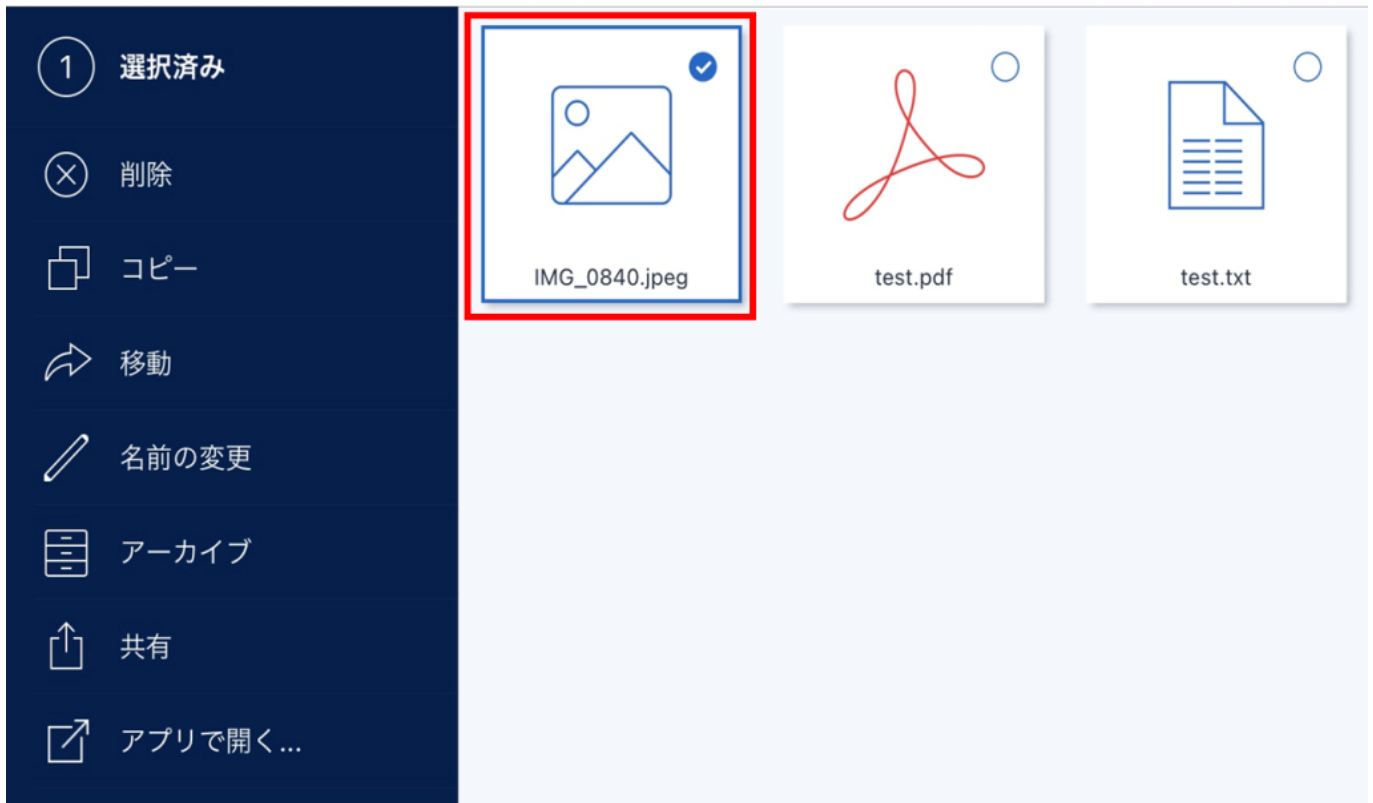 1 選択済み
削除
コピー
移動
名前の変更
アーカイブ
共有
アプリで開く...
IMG_0840.jpeg
test.pdf
test.txt